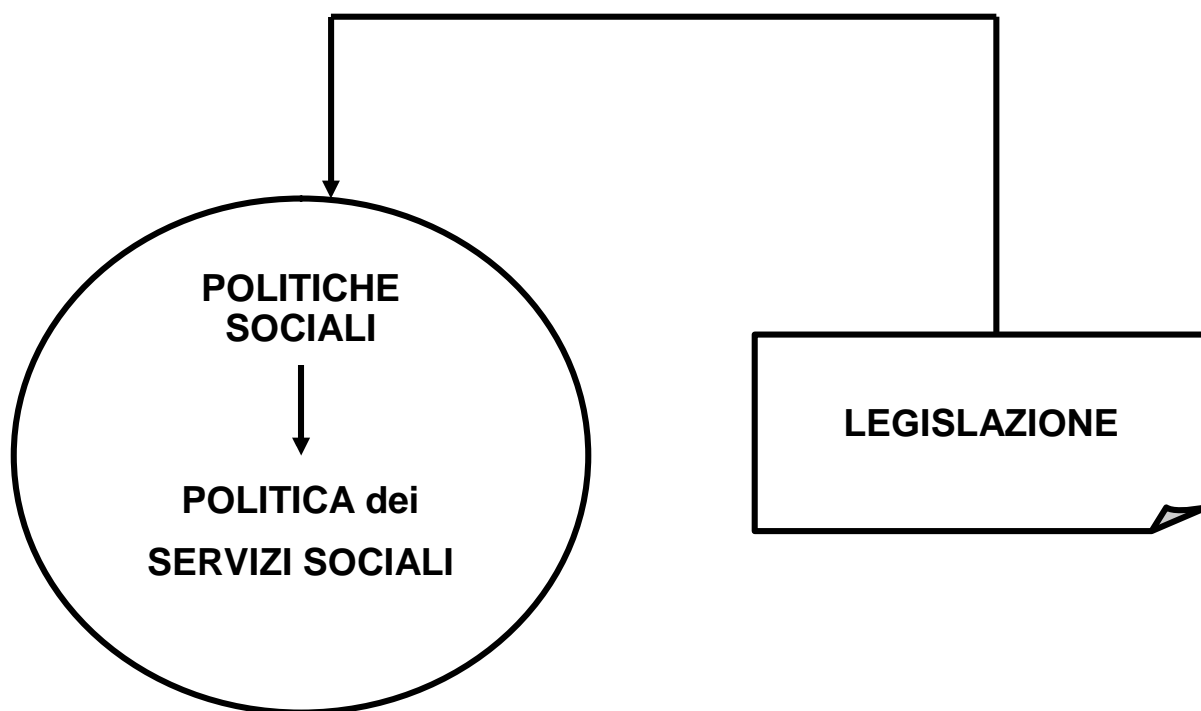 POLITICHE
SOCIALI
POLITICA dei
SERVIZI SOCIALI
LEGISLAZIONE